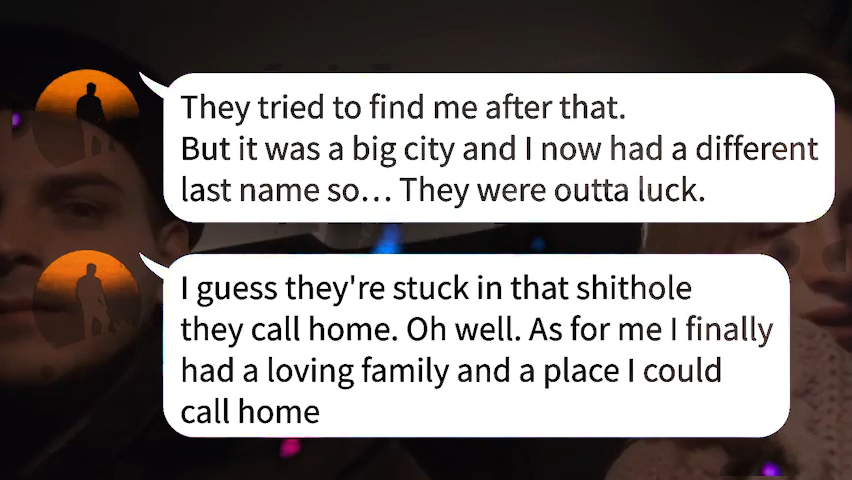 They tried to find me after that.
But it was a big city and I now had a different
last name so... They were outta luck.
I guess they're stuck in that shithole
they call home. Oh well. As for me I finally
had a loving family and a place I could
call home